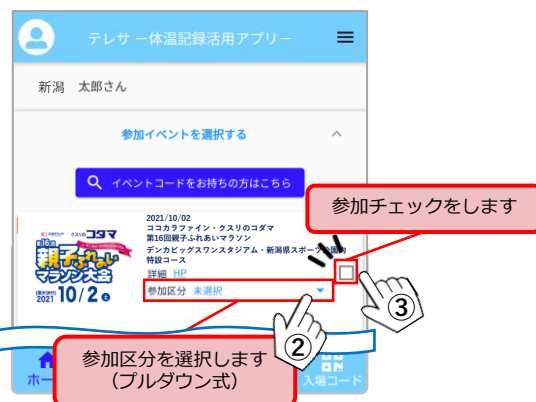 テレサ －体温記録活用アプリ－
新潟　太郎さん
参加イベントを選択する
イベントコードをお持ちの方はこちら
参加チェックをします
2021/10/02
ココカラファイン・クスリのコダマ
第16回親子ふれあいマラソン
デンカビッグスワンスタジアム・新潟県スポーツ公園内
特設コース
詳細 HP
参加区分 未選択
クスリのコダマ
第16回
親子ふれあい
マラソン大会
2021 10/2
③
②
参加区分を選択します
（プルダウン式）
ホー
入場コード